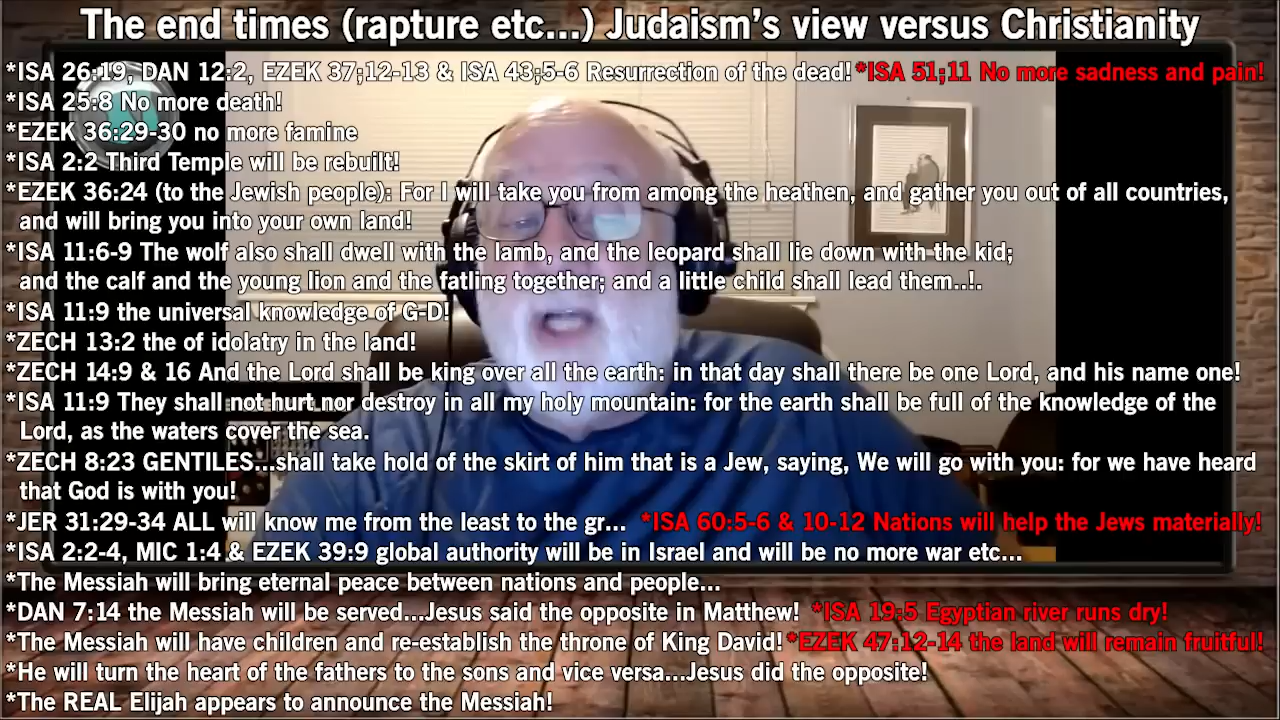 The end times (rapture etc...) Judaism's view versus Christianity
*ISA 26:19, DAN 12:2, EZEK 37;12-13 & ISA 43;5-6 Resurrection of the dead! *ISA 51;11 No more sadness and pain!
*ISA 25:8 No more death!
*EZEK 36:29-30 no more famine
*ISA 2:2 Third Temple will be rebuilt!
*EZEK 36:24 (to the Jewish people): For I will take you from among the heathen, and gather you out of all countries,
and will bring you into your own land!
*ISA 11:6-9 The wolf also shall dwell with the lamb, and the leopard shall lie down with the kid;
and the calf and the young lion and the fatling together; and a little child shall lead them..!.
*ISA 11:9 the universal knowledge of G-D!
*ZECH 13:2 the of idolatry in the land!
*ZECH 14:9 & 16 And the Lord shall be king over all the earth: in that day shall there be one Lord, and his name one!
*ISA 11:9 They shall not hurt nor destroy in all my holy mountain: for the earth shall be full of the knowledge of the
Lord, as the waters cover the sea.
*ZECH 8:23 GENTILES...shall take hold of the skirt of him that is a Jew, saying, We will go with you: for we have heard
that God is with you!
*JER 31:29-34 ALL will know me from the least to the gr... *ISA 60:5-6 & 10-12 Nations will help the Jews materially!
*ISA 2:2-4, MIC 1:4 & EZEK 39:9 global authority will be in Israel and will be no more war etc...
*The Messiah will bring eternal peace between nations and people...
*DAN 7:14 the Messiah will be served...Jesus said the opposite in Matthew! *ISA 19:5 Egyptian river runs dry!
*The Messiah will have children and re-establish the throne of King David! *EZEK 47:12-14 the land will remain fruitful!
*He will turn the heart of the fathers to the sons and vice versa...Jesus did the opposite!
*The REAL Elijah appears to announce the Messiah!